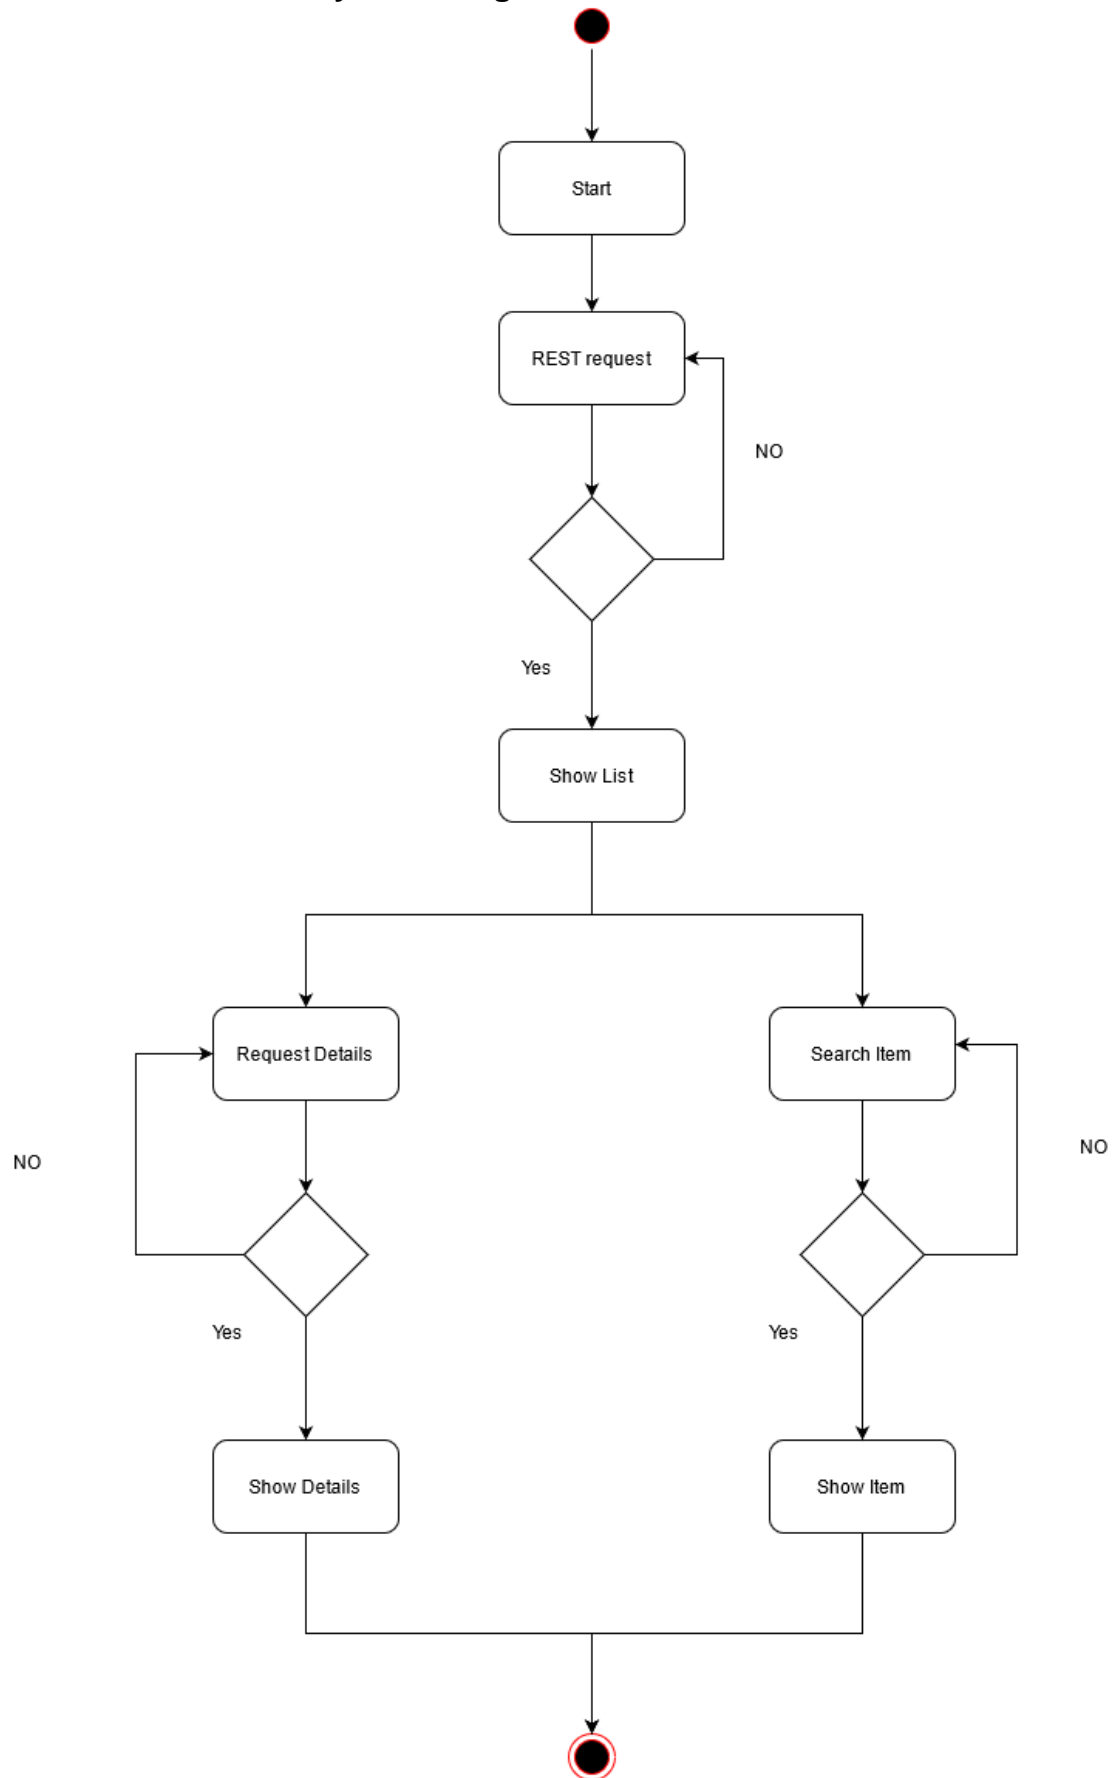 Start
REST request
NO
Yes
Show List
Request Details
Search Item
NO
NO
Yes
Yes
Show Details
Show Item